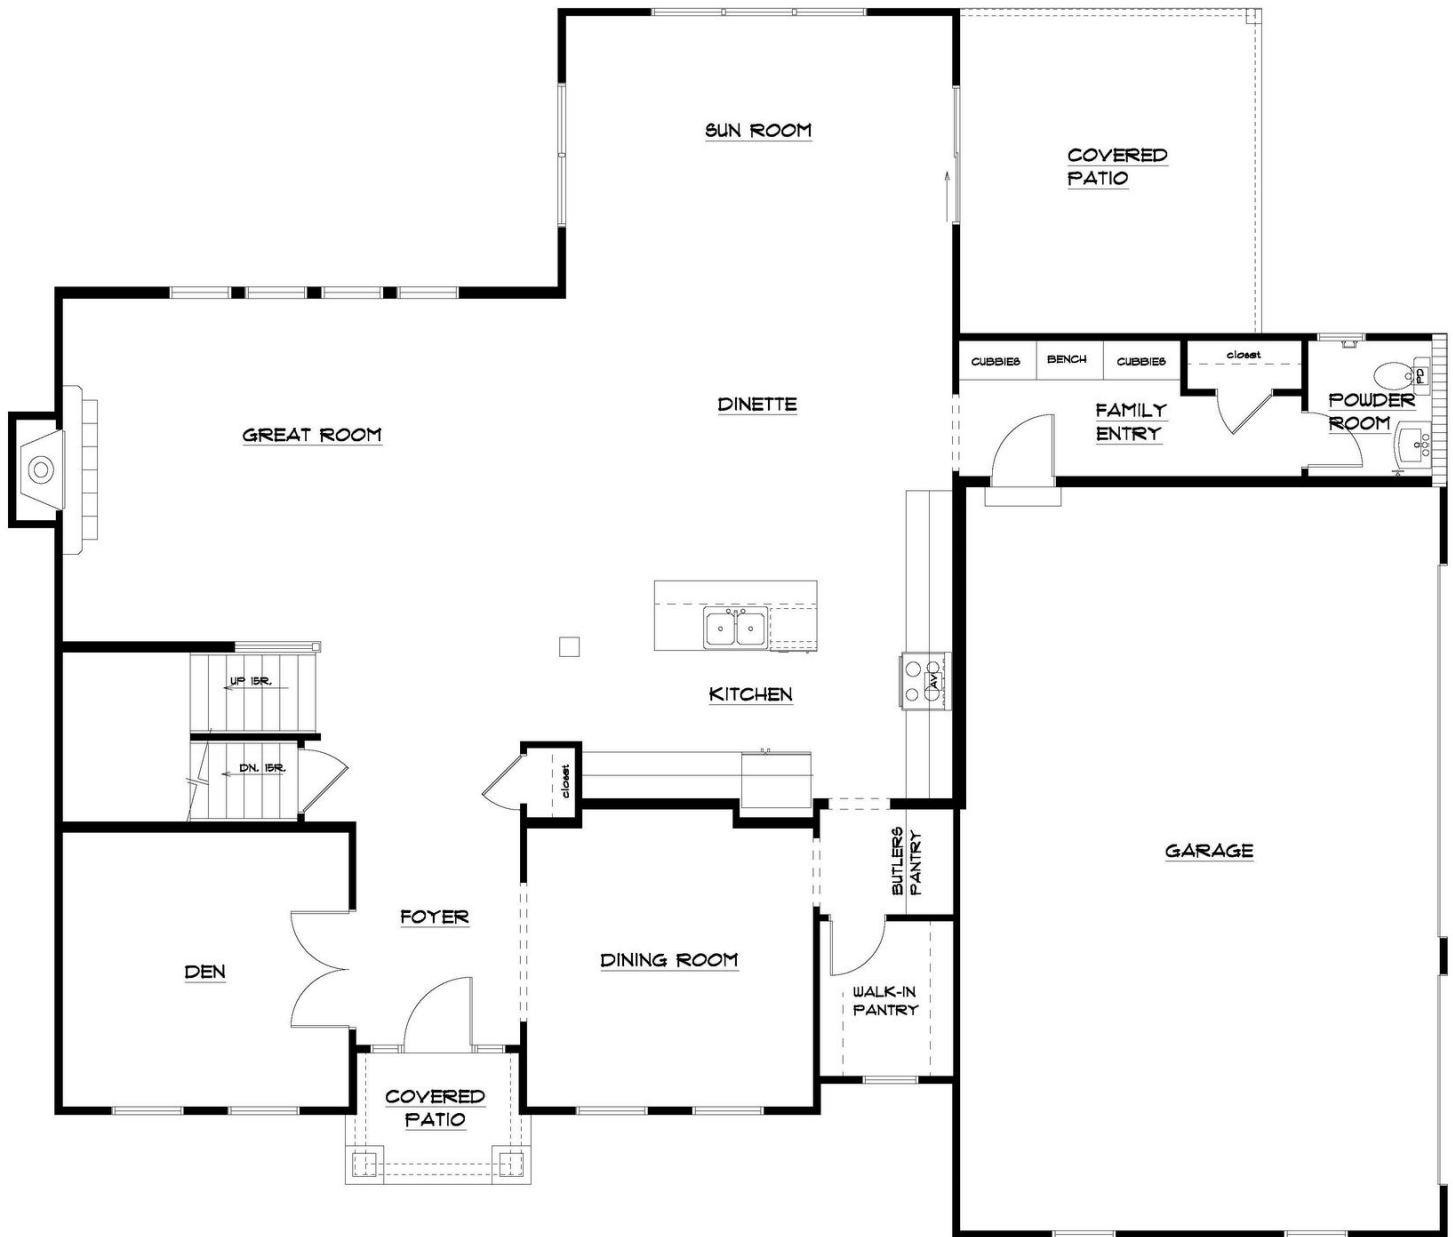 SUN ROOM
COVERED
PATIO
CUBBIES
BENCH
CUBBIES
closet
PD
POWDER
ROOM
FAMILY
ENTRY
DINETTE
GREAT ROOM
UP 15R.
KITCHEN
DN. 15R.
closet
BUTLERS
PANTRY
GARAGE
FOYER
DEN
DINING ROOM
WALK-IN
PANTRY
COVERED
PATIO